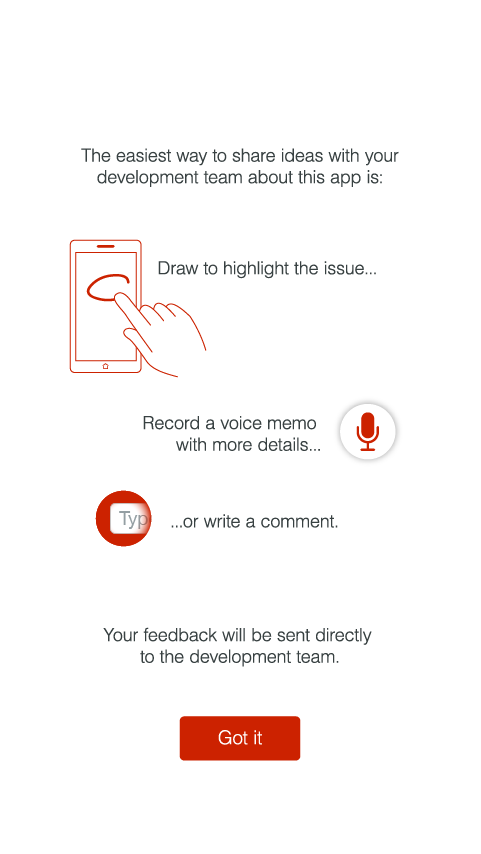 The easiest way to share ideas with your
development team about this app is:
Draw to highlight the issue...
Record a voice memo
with more details...
Typ
...or write a comment.
Your feedback will be sent directly
to the development team.
Got it